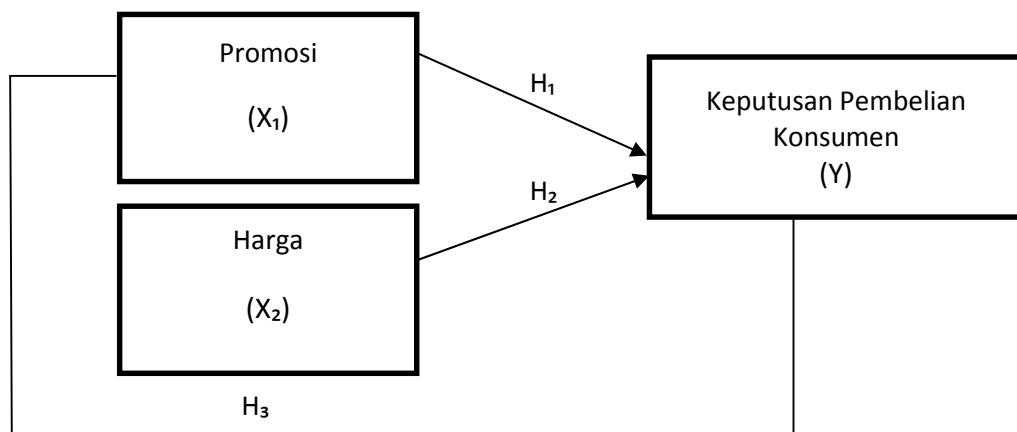 Promosi
(X₁)
H₁
Keputusan Pembelian
Konsumen
(Y)
H₂
Harga
(X₂)
H₃